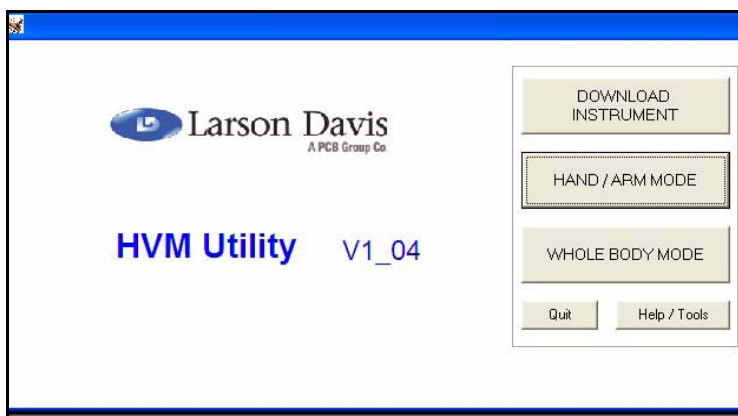 Larson Davis
A PCB Group Co.
HVM Utility V1_04
DOWNLOAD
INSTRUMENT
HAND / ARM MODE
WHOLE BODY MODE
Quit
Help / Tools